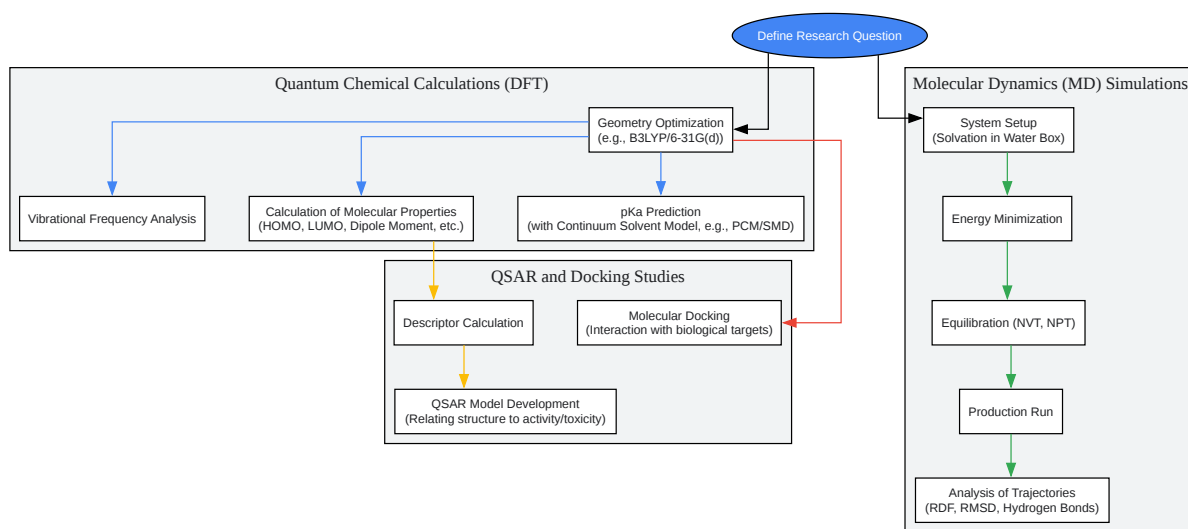 Define Research Question
Quantum Chemical Calculations (DFT)
Geometry Optimization
(e.g., B3LYP/6-31G(d))
Vibrational Frequency Analysis
Calculation of Molecular Properties
(HOMO, LUMO, Dipole Moment, etc.)
pKa Prediction
(with Continuum Solvent Model, e.g., PCM/SMD)
QSAR and Docking Studies
Descriptor Calculation
Molecular Docking
(Interaction with biological targets)
QSAR Model Development
(Relating structure to activity/toxicity)
Molecular Dynamics (MD) Simulations
System Setup
(Solvation in Water Box)
Energy Minimization
Equilibration (NVT, NPT)
Production Run
Analysis of Trajectories
(RDF, RMSD, Hydrogen Bonds)